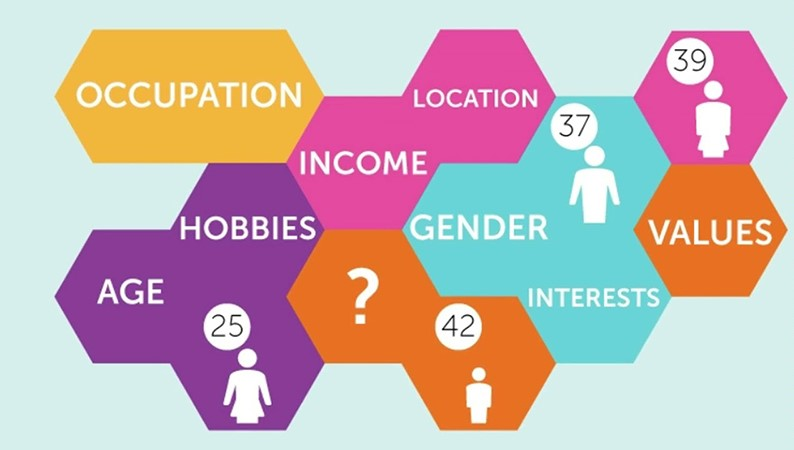 OCCUPATION
LOCATION
39
37
INCOME
HOBBIES
GENDER
VALUES
AGE
?
INTERESTS
25
42